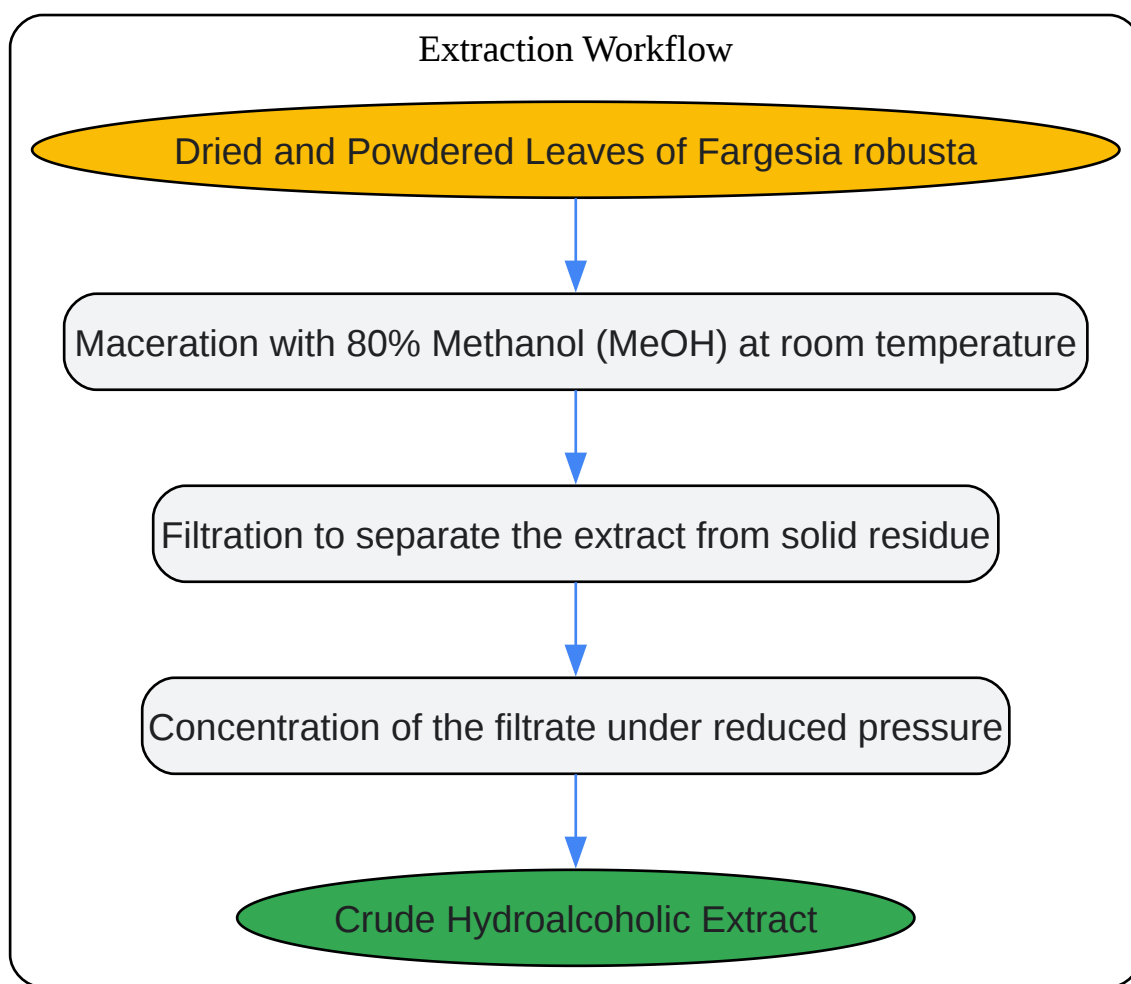 Extraction Workflow
Dried and Powdered Leaves of Fargesia robusta
Maceration with 80% Methanol (MeOH) at room temperature
Filtration to separate the extract from solid residue
Concentration of the filtrate under reduced pressure
Crude Hydroalcoholic Extract